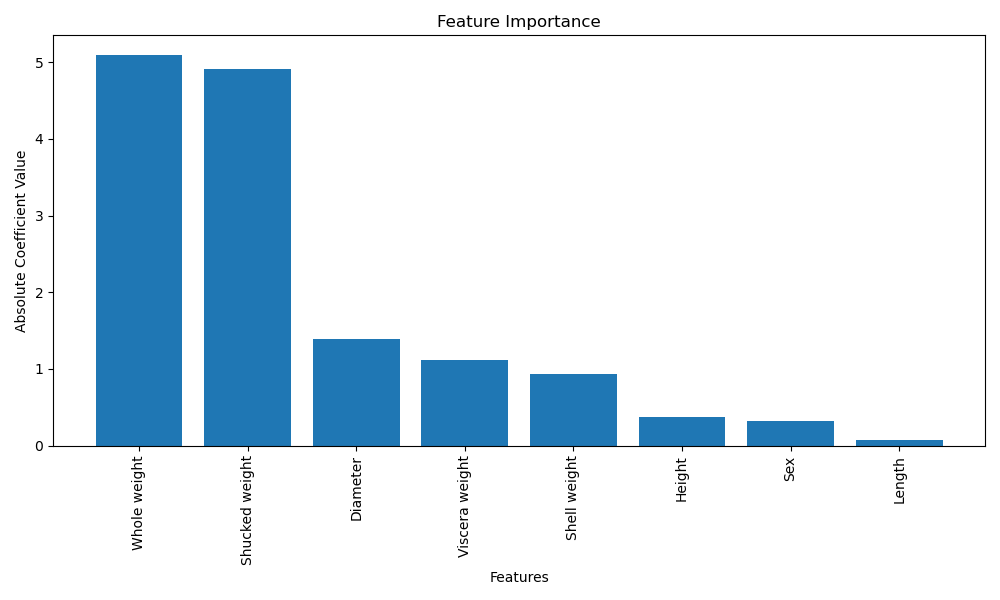 Feature Importance
Absolute Coefficient Value
5
4
3
2
1
0
Whole weight
Shucked weight
Diameter
Viscera weight
Shell weight
Height
Sex
Length
Features